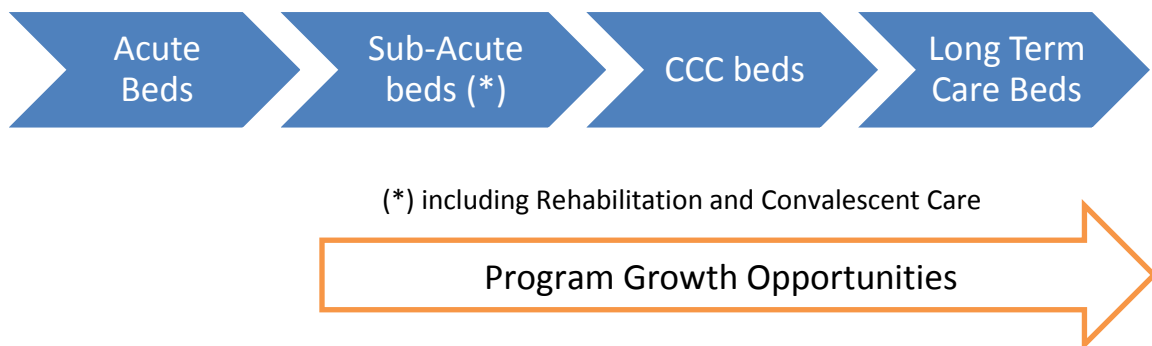 Acute
Beds
Sub-Acute
beds (*)
CCC beds
Long Term
Care Beds
(*) including Rehabilitation and Convalescent Care
Program Growth Opportunities